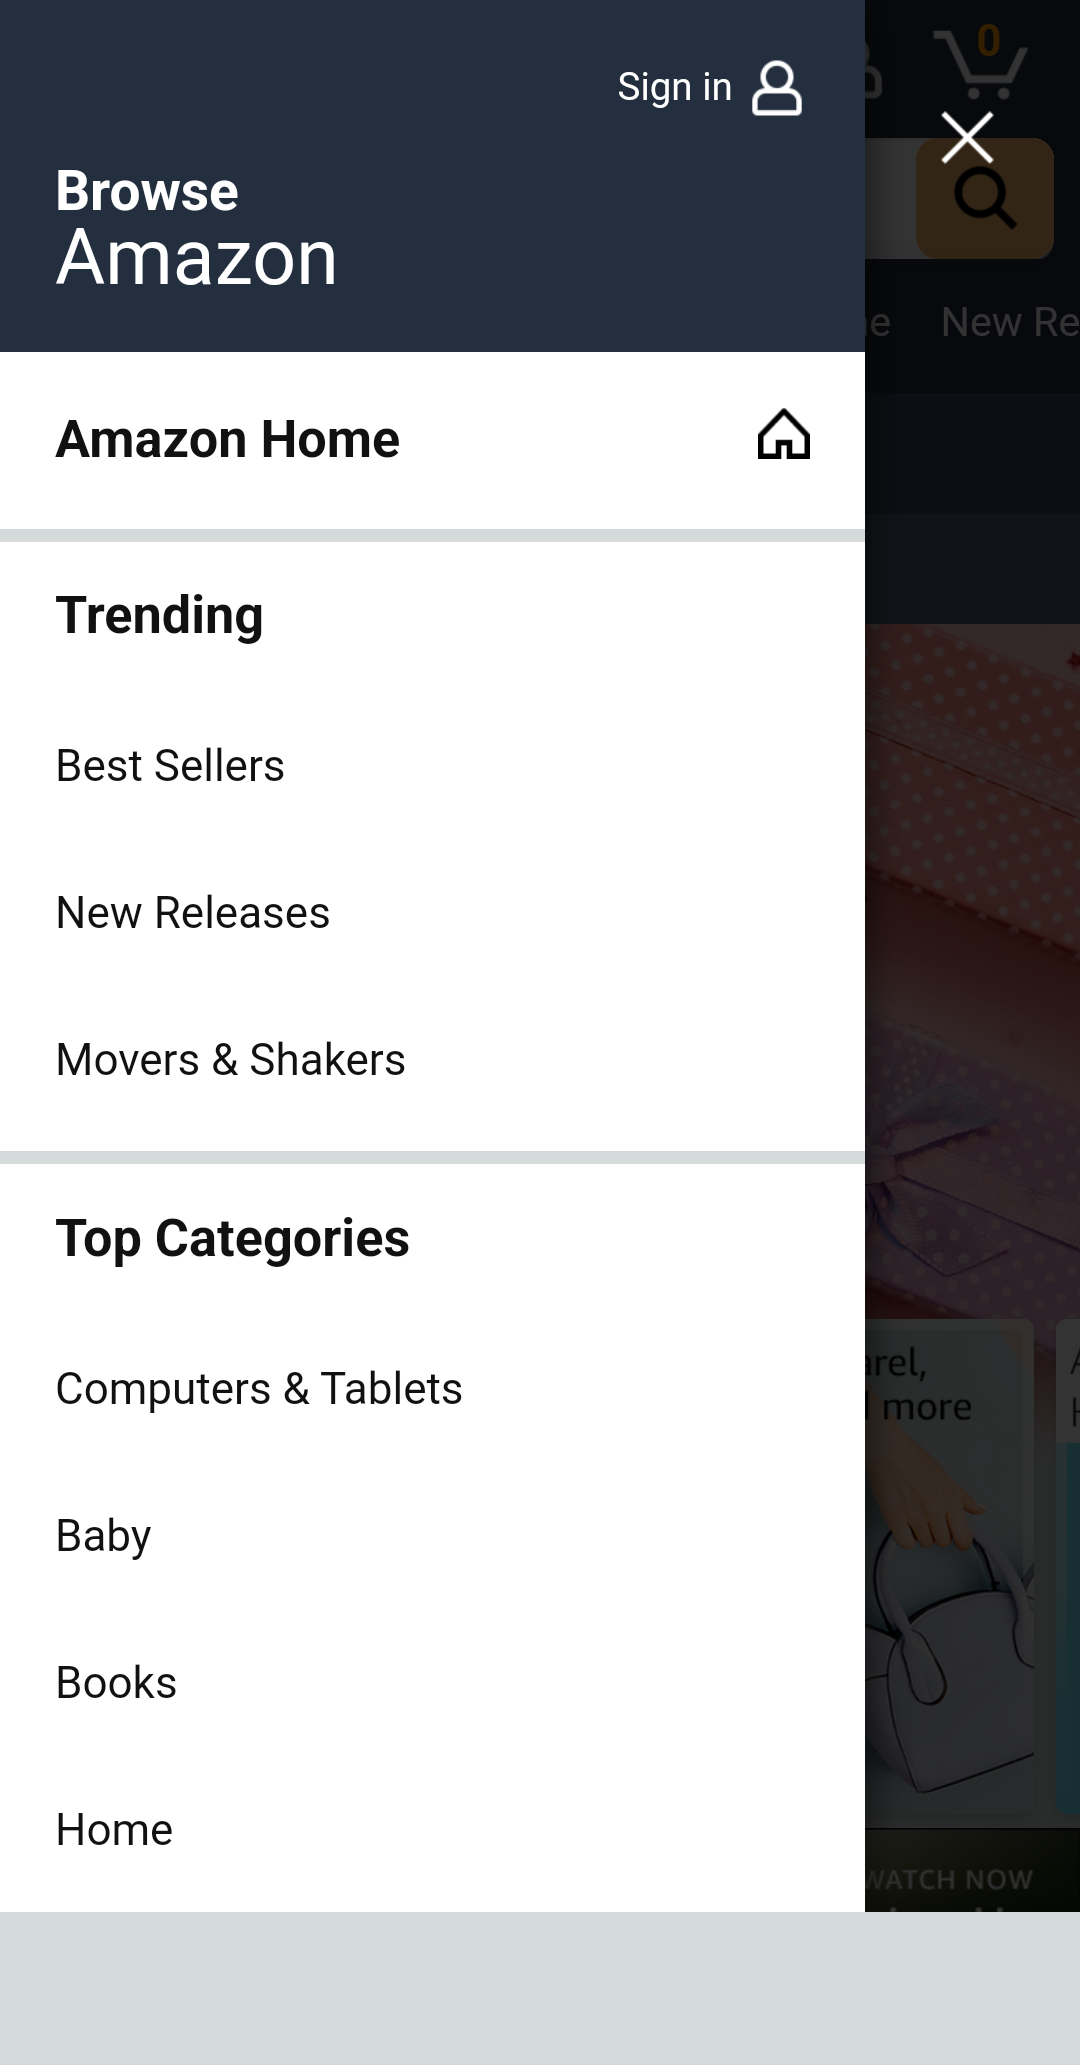 Sign in
0
Browse
Amazon
New Re
Amazon Home
Trending
Best Sellers
New Releases
Movers & Shakers
Top Categories
arel,
more
Computers & Tablets
Baby
Books
Home
WATCH NOW